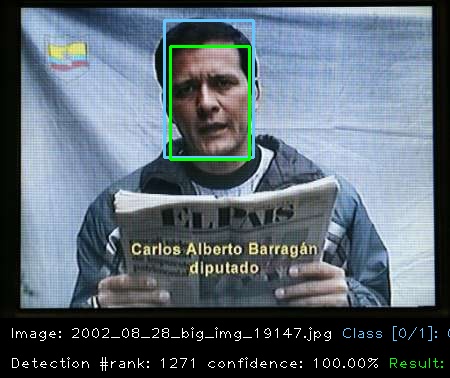 EL PAIS
Carlos Alberto Barragán
diputado
Image: 2002_08_28_big_img_19147.jpg Class [0/1]:
Detection #rank: 1271 confidence: 100.00% Result: